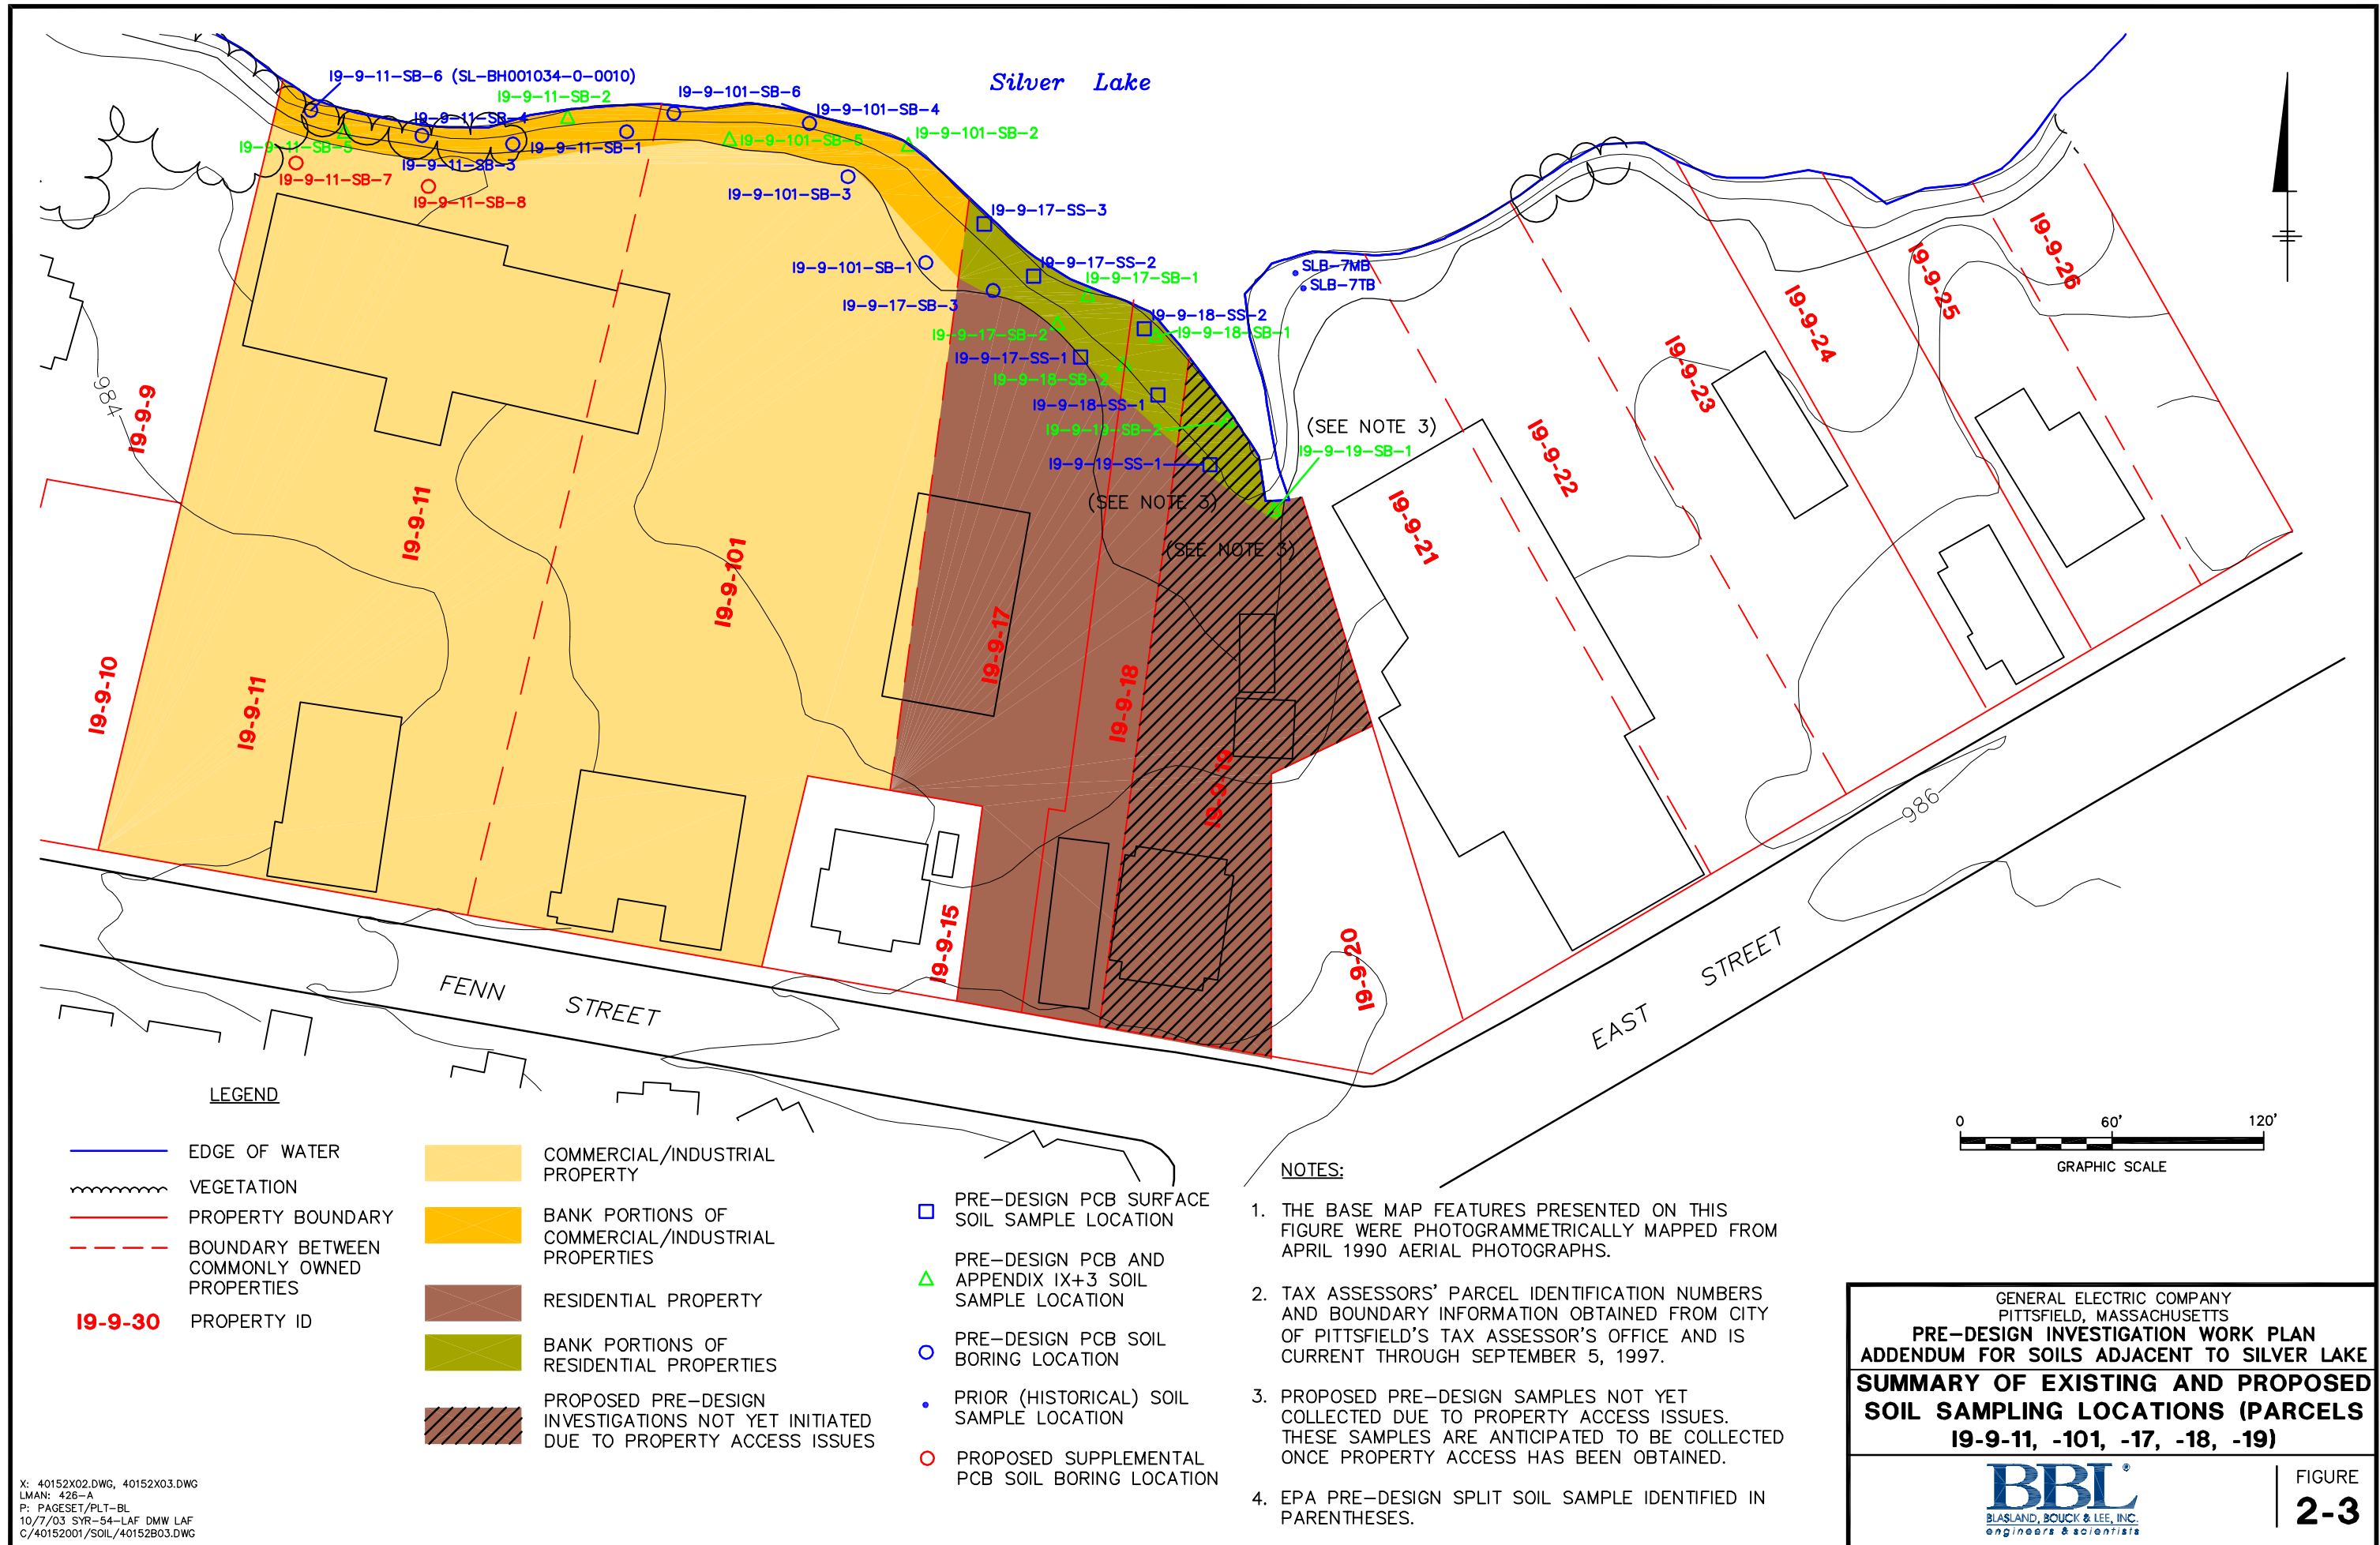 Silver Lake
I9-9-11-SB-6 (SL-BH001034-0-0010)
I9-9-11-SB-2
I9-9-101-SB-6
I9-9-101-SB-4
I9-9-11-SB-4
I9-9-101-SB-2
I9-9-11-SB-5
I9-9-11-SB-1
I9-9-101-SB-5
I9-9-11-SB-3
I9-9-11-SB-7
I9-9-101-SB-3
I9-9-11-SB-8
I9-9-17-SS-3
I9-9-101-SB-1
I9-9-17-SS-2
I9-9-17-SB-1
I9-9-17-SB-3
I9-9-18-SS-2
I9-9-17-SB-2
I9-9-18-SB-1
I9-9-17-SS-1
I9-9-18-SB-2
I9-9-18-SS-1
I9-9-19-SB-2
I9-9-19-SS-1
SLB-7MB
SLB-7TB
(SEE NOTE 3)
I9-9-19-SB-1
(SEE NOTE 3)
(SEE NOTE 3)
984
I9-9-9
I9-9-10
I9-9-11
I9-9-11
I9-9-101
I9-9-17
I9-9-18
I9-9-19
I9-9-15
I9-9-20
I9-9-21
I9-9-22
I9-9-23
I9-9-24
I9-9-25
I9-9-26
986
FENN STREET
EAST STREET
LEGEND
EDGE OF WATER
VEGETATION
PROPERTY BOUNDARY
BOUNDARY BETWEEN
COMMONLY OWNED
PROPERTIES
I9-9-30 PROPERTY ID
COMMERCIAL/INDUSTRIAL
PROPERTY
BANK PORTIONS OF
COMMERCIAL/INDUSTRIAL
PROPERTIES
RESIDENTIAL PROPERTY
BANK PORTIONS OF
RESIDENTIAL PROPERTIES
PROPOSED PRE-DESIGN
INVESTIGATIONS NOT YET INITIATED
DUE TO PROPERTY ACCESS ISSUES
PRE-DESIGN PCB SURFACE
SOIL SAMPLE LOCATION
PRE-DESIGN PCB AND
APPENDIX IX+3 SOIL
SAMPLE LOCATION
PRE-DESIGN PCB SOIL
BORING LOCATION
PRIOR (HISTORICAL) SOIL
SAMPLE LOCATION
PROPOSED SUPPLEMENTAL
PCB SOIL BORING LOCATION
NOTES:
1. THE BASE MAP FEATURES PRESENTED ON THIS
FIGURE WERE PHOTOGRAMMETRICALLY MAPPED FROM
APRIL 1990 AERIAL PHOTOGRAPHS.
2. TAX ASSESSORS' PARCEL IDENTIFICATION NUMBERS
AND BOUNDARY INFORMATION OBTAINED FROM CITY
OF PITTSFIELD'S TAX ASSESSOR'S OFFICE AND IS
CURRENT THROUGH SEPTEMBER 5, 1997.
3. PROPOSED PRE-DESIGN SAMPLES NOT YET
COLLECTED DUE TO PROPERTY ACCESS ISSUES.
THESE SAMPLES ARE ANTICIPATED TO BE COLLECTED
ONCE PROPERTY ACCESS HAS BEEN OBTAINED.
4. EPA PRE-DESIGN SPLIT SOIL SAMPLE IDENTIFIED IN
PARENTHESES.
0 60' 120'
GRAPHIC SCALE
GENERAL ELECTRIC COMPANY
PITTSFIELD, MASSACHUSETTS
PRE-DESIGN INVESTIGATION WORK PLAN
ADDENDUM FOR SOILS ADJACENT TO SILVER LAKE
SUMMARY OF EXISTING AND PROPOSED
SOIL SAMPLING LOCATIONS (PARCELS
I9-9-11, -101, -17, -18, -19)
BBL®
BLASLAND, BOUCK & LEE, INC.
engineers & scientists
FIGURE
2-3
X: 40152X02.DWG, 40152X03.DWG
LMAN: 426-A
P: PAGESET/PLT-BL
10/7/03 SYR-54-LAF DMW LAF
C/40152001/SOIL/40152B03.DWG